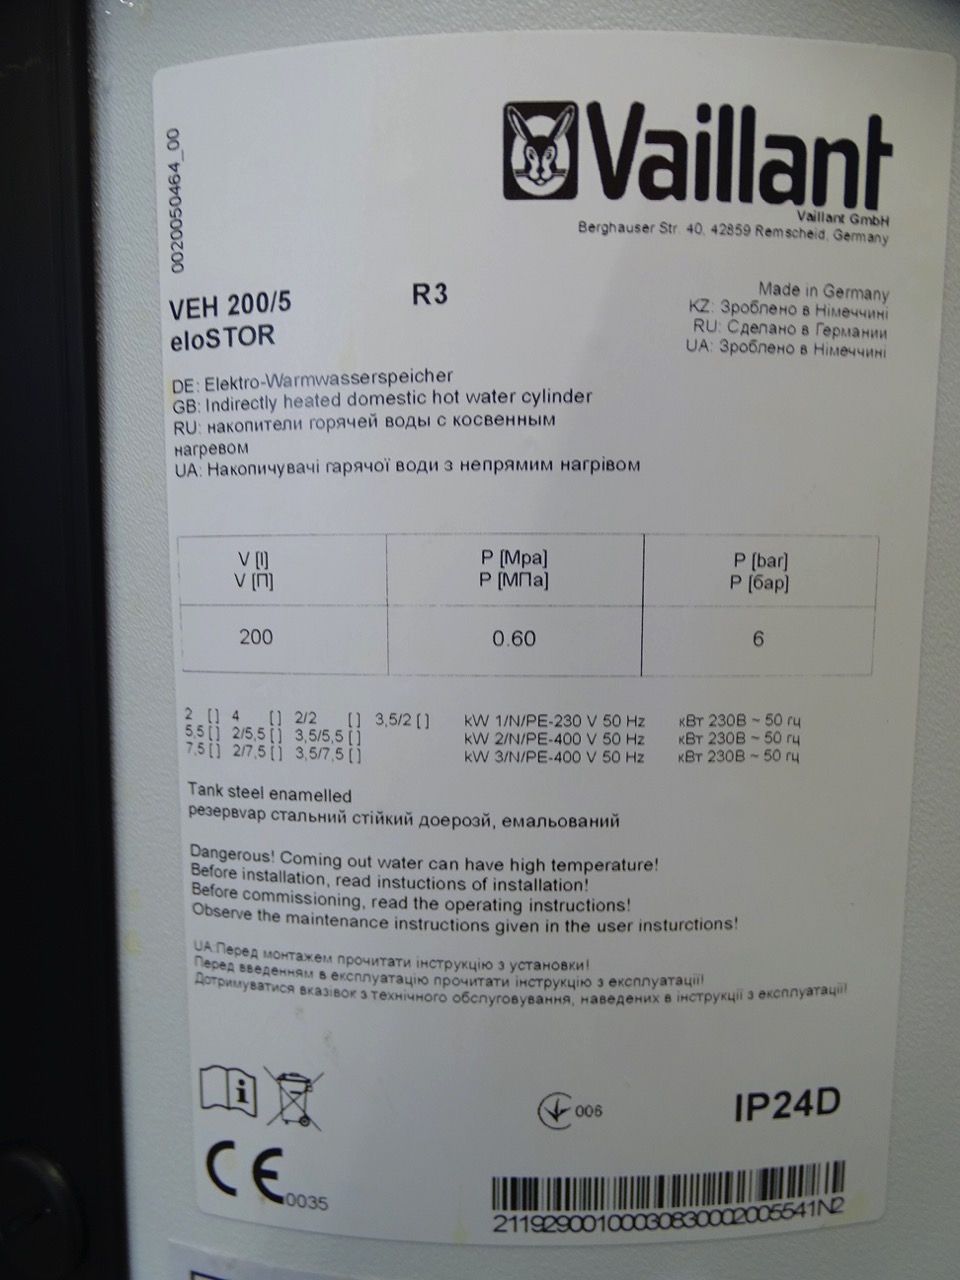 0020050464_00
Vaillant
Vaillant GmbH
Berghauser Str. 40, 42859 Remscheid, Germany
VEH 200/5 R3
eloSTOR
Made in Germany
KZ: Зроблено в Німеччині
RU: Сделано в Германии
UA: Зроблено в Німеччині
DE: Elektro-Warmwasserspeicher
GB: Indirectly heated domestic hot water cylinder
RU: накопители горячей воды с косвенным
нагревом
UA: Накопичувачі гарячої води з непрямим нагрівом
V [l] P [Mpa] P [bar]
V [П] P [МПа] P [бар]
200 0.60 6
2 [ ] 4 [ ] 2/2 [ ] 3,5/2 [ ] kW 1/N/PE-230 V 50 Hz кВт 230В ~ 50 гц
5,5 [ ] 2/5,5 [ ] 3,5/5,5 [ ] kW 2/N/PE-400 V 50 Hz кВт 230В ~ 50 гц
7,5 [ ] 2/7,5 [ ] 3,5/7,5 [ ] kW 3/N/PE-400 V 50 Hz кВт 230В ~ 50 гц
Tank steel enamelled
резервvар стальний стійкий доерозй, емальований
Dangerous! Coming out water can have high temperature!
Before installation, read instuctions of installation!
Before commissioning, read the operating instructions!
Observe the maintenance instructions given in the user insturctions!
UA:Перед монтажем прочитати інструкцію з установки!
Перед введенням в експлуатацію прочитати інструкцію з експлуатації!
Дотримуватися вказівок з технічного обслуговування, наведених в інструкції з експлуатації!
i
006
IP24D
CE 0035
21192900100030830002005541N2